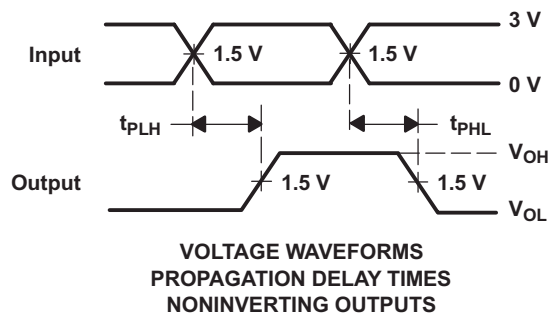 3 V
Input
1.5 V
1.5 V
0 V
tPLH
tPHL
VOH
Output
1.5 V
1.5 V
VOL
VOLTAGE WAVEFORMS
PROPAGATION DELAY TIMES
NONINVERTING OUTPUTS